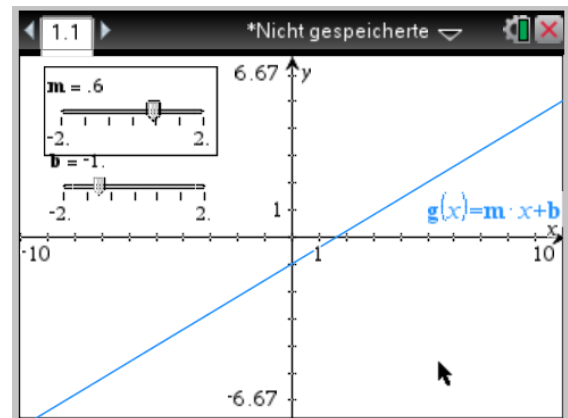 1.1 *Nicht gespeicherte
m = .6
-2. 2.
b = -1.
-2. 2.
6.67 y
1
g(x)=m·x+b
x
-10 1 10
-6.67